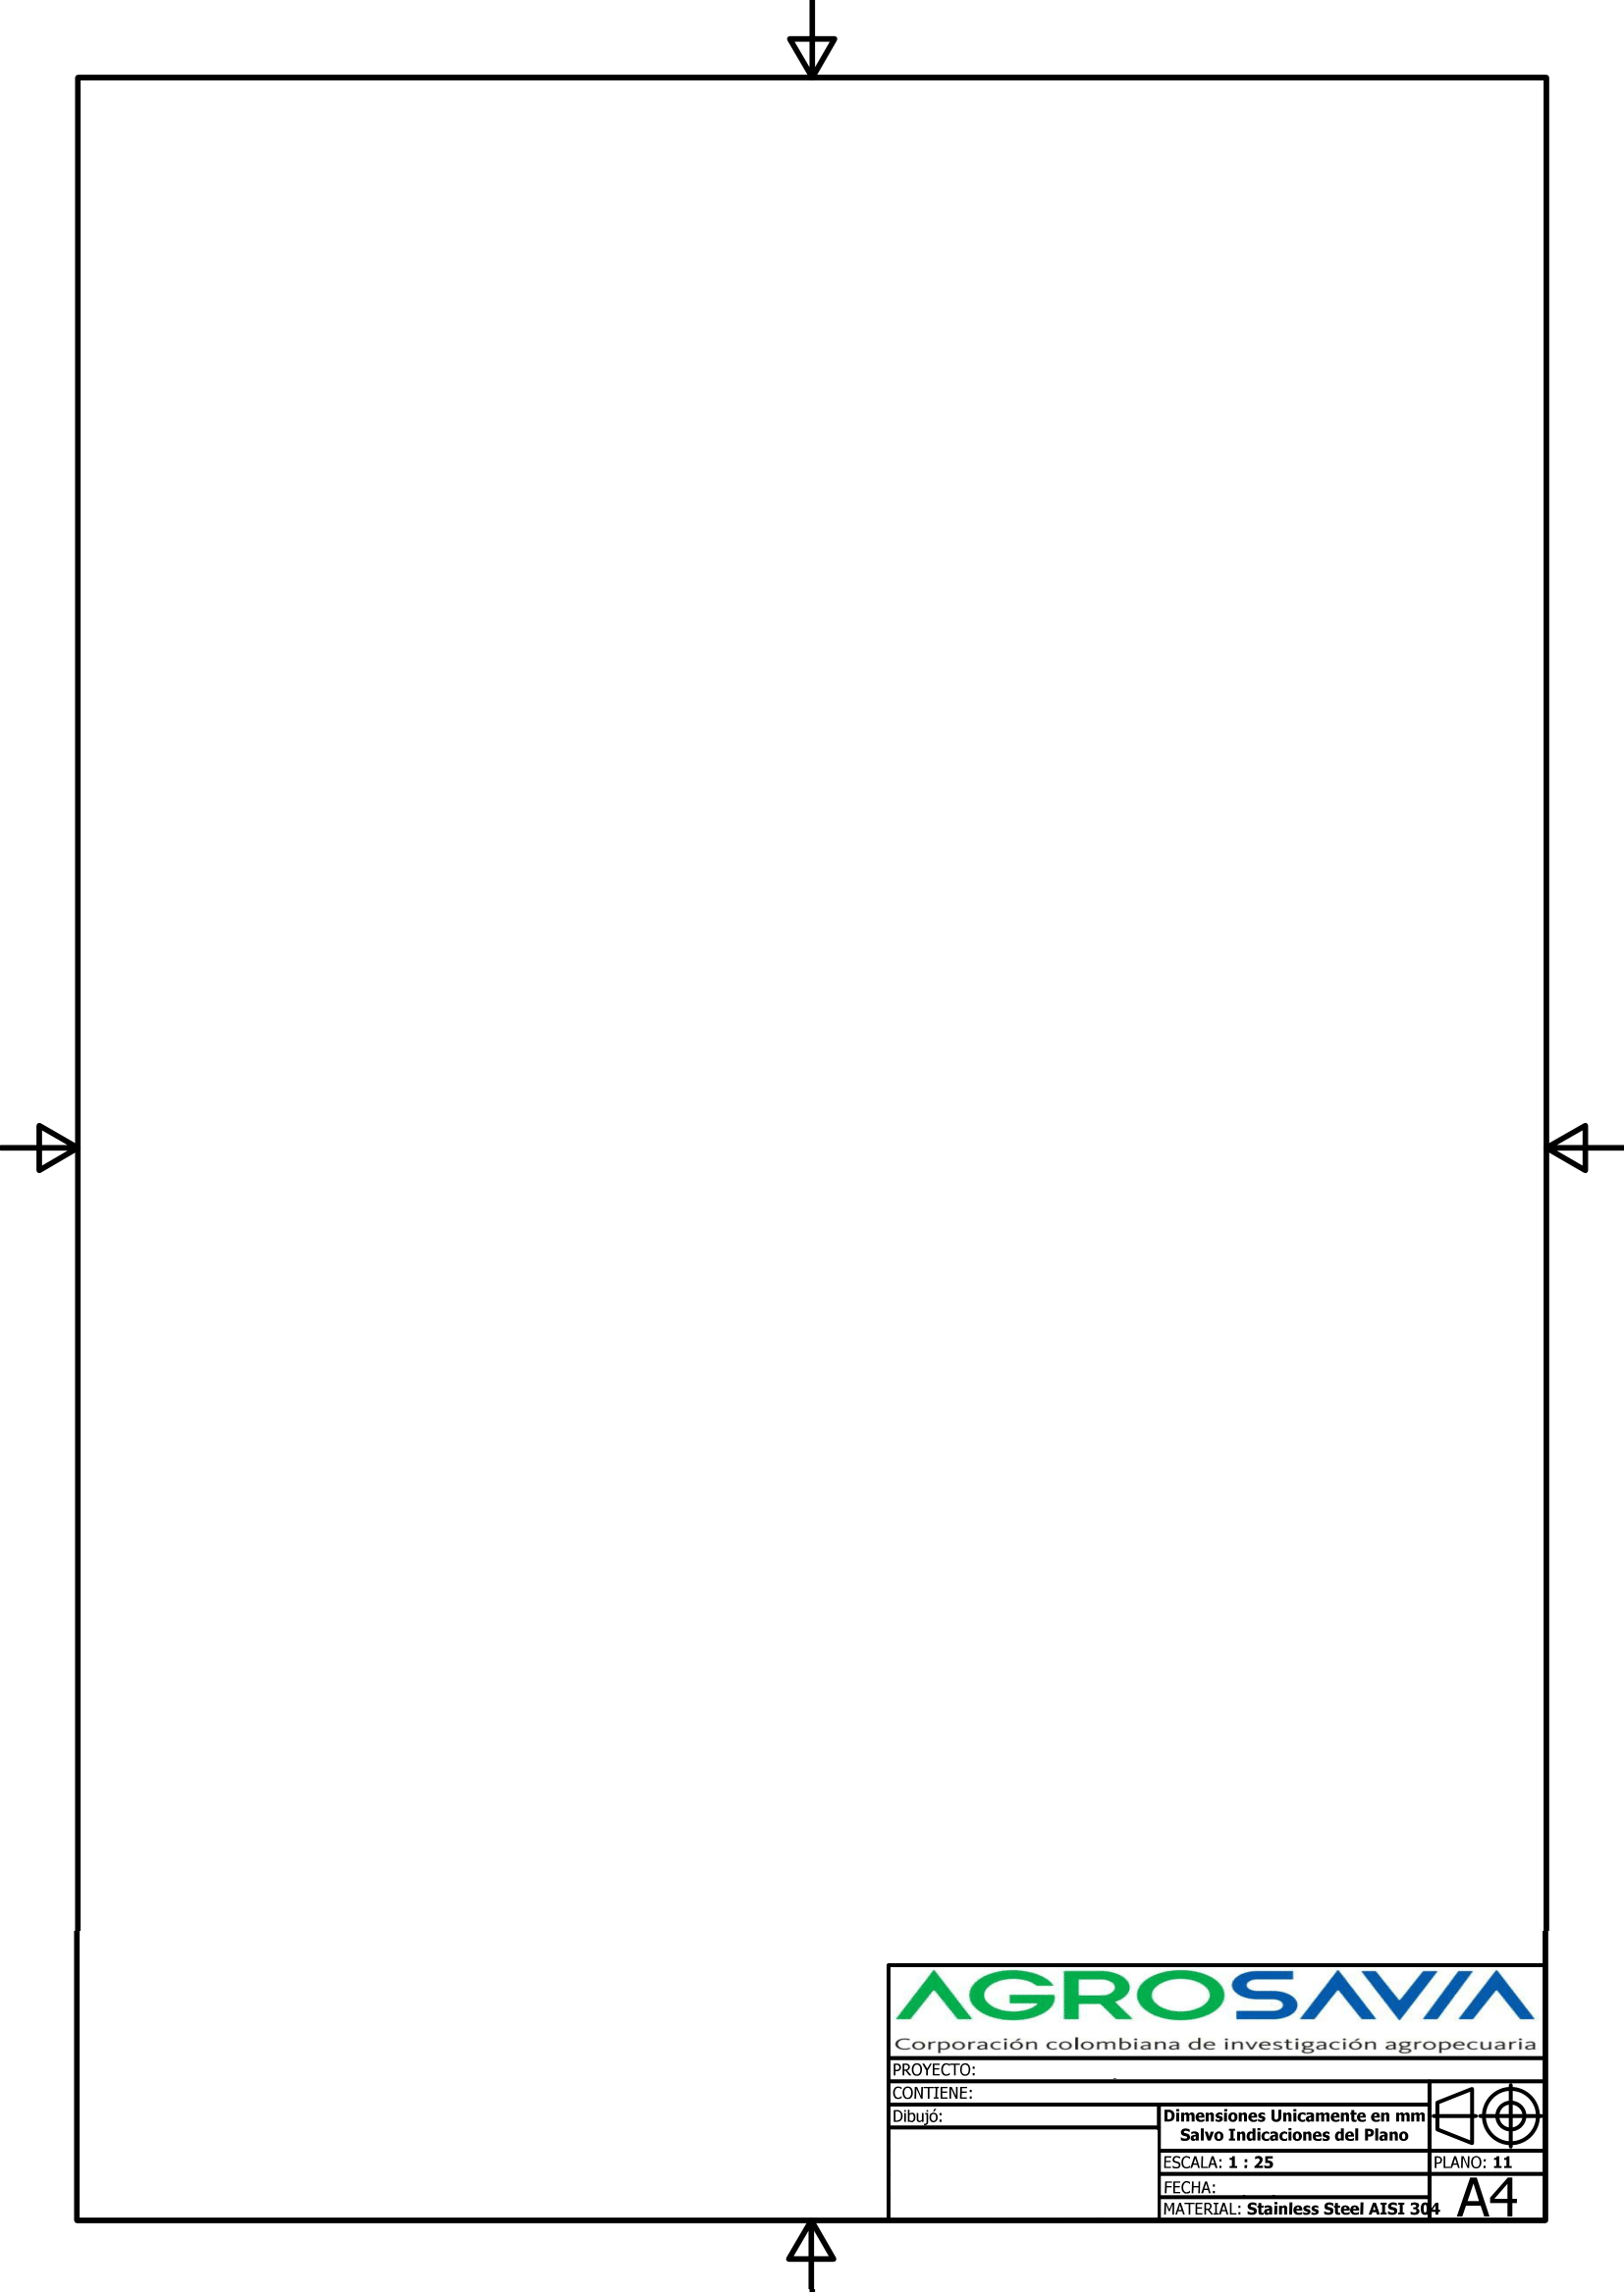 AGROSAVIA
Corporación colombiana de investigación agropecuaria
PROYECTO:
CONTIENE:
Dibujó:
Dimensiones Unicamente en mm
Salvo Indicaciones del Plano
ESCALA: 1 : 25
PLANO: 11
FECHA:
MATERIAL: Stainless Steel AISI 304
A4